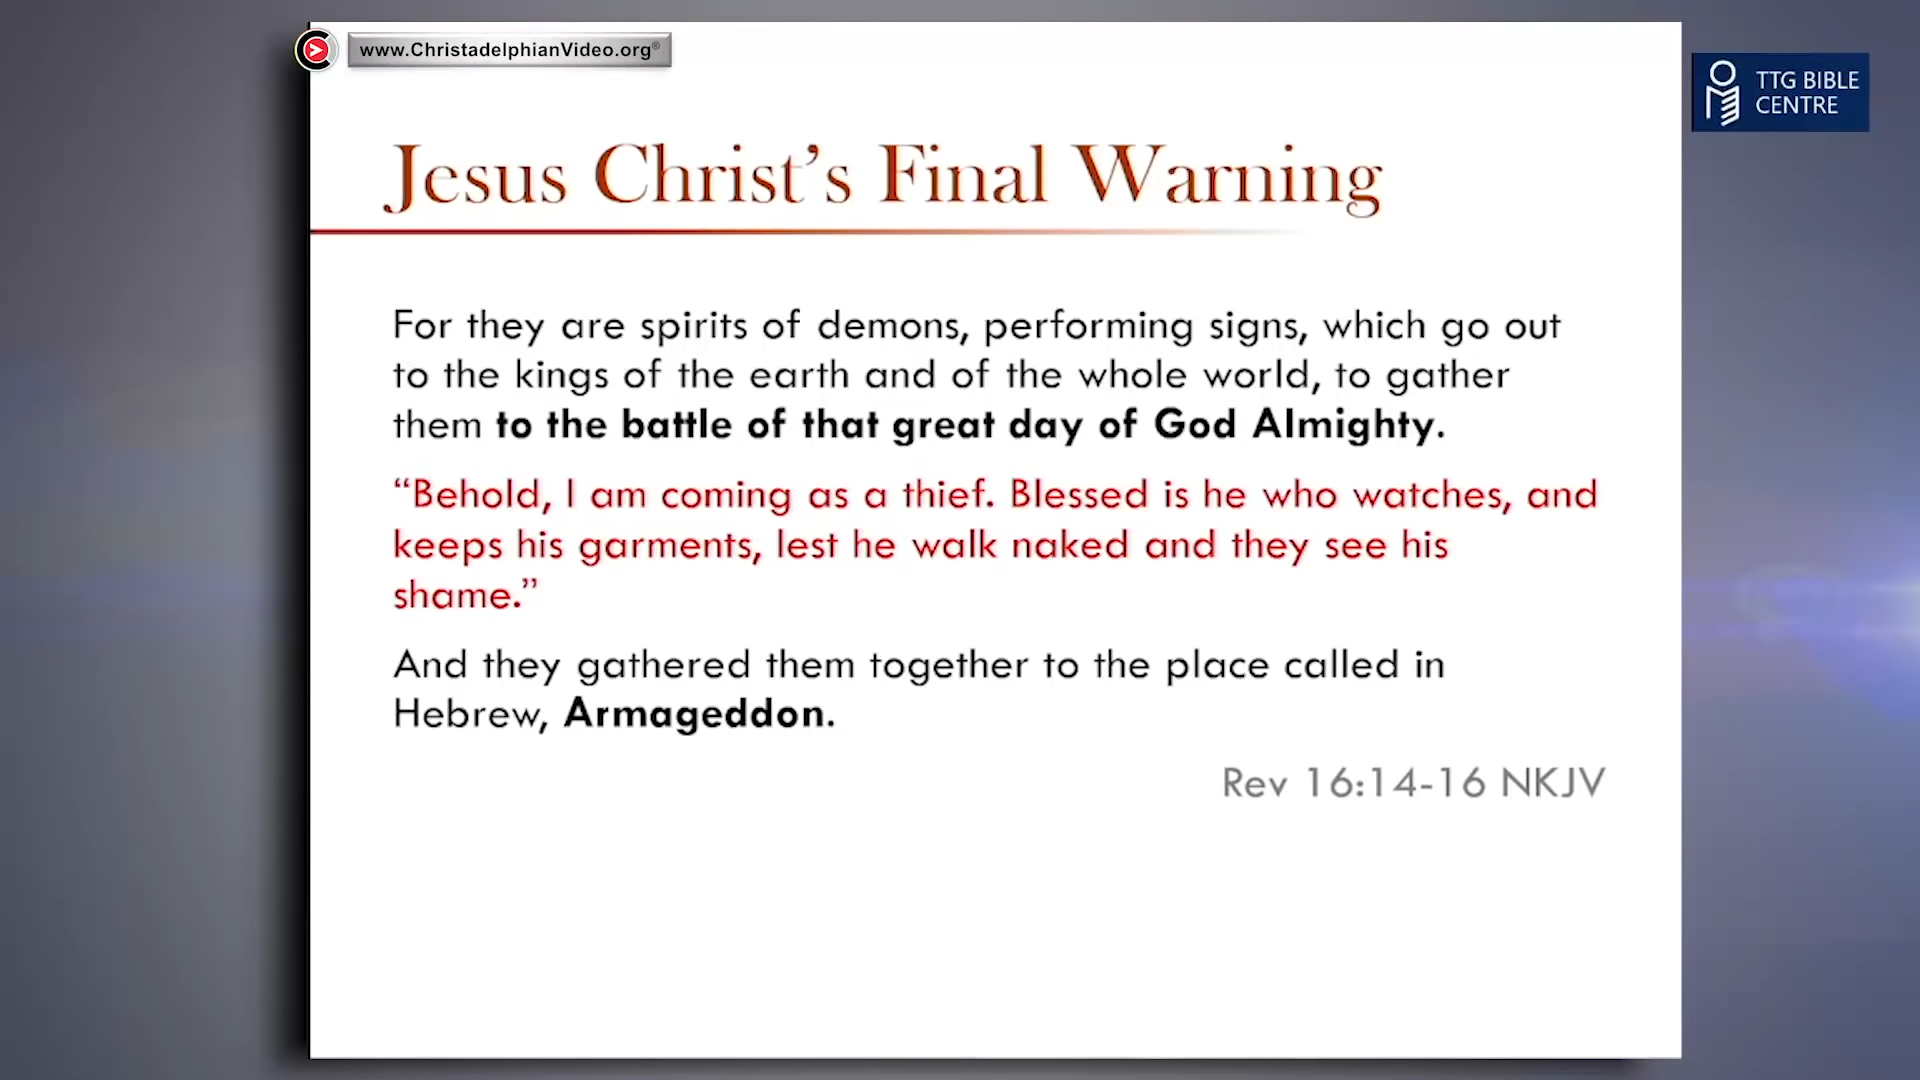 www.ChristadelphianVideo.org®
TTG BIBLE
CENTRE
Jesus Christ's Final Warning
For they are spirits of demons, performing signs, which go out
to the kings of the earth and of the whole world, to gather
them to the battle of that great day of God Almighty.
“Behold, I am coming as a thief. Blessed is he who watches, and
keeps his garments, lest he walk naked and they see his
shame.”
And they gathered them together to the place called in
Hebrew, Armageddon.
Rev 16:14-16 NKJV